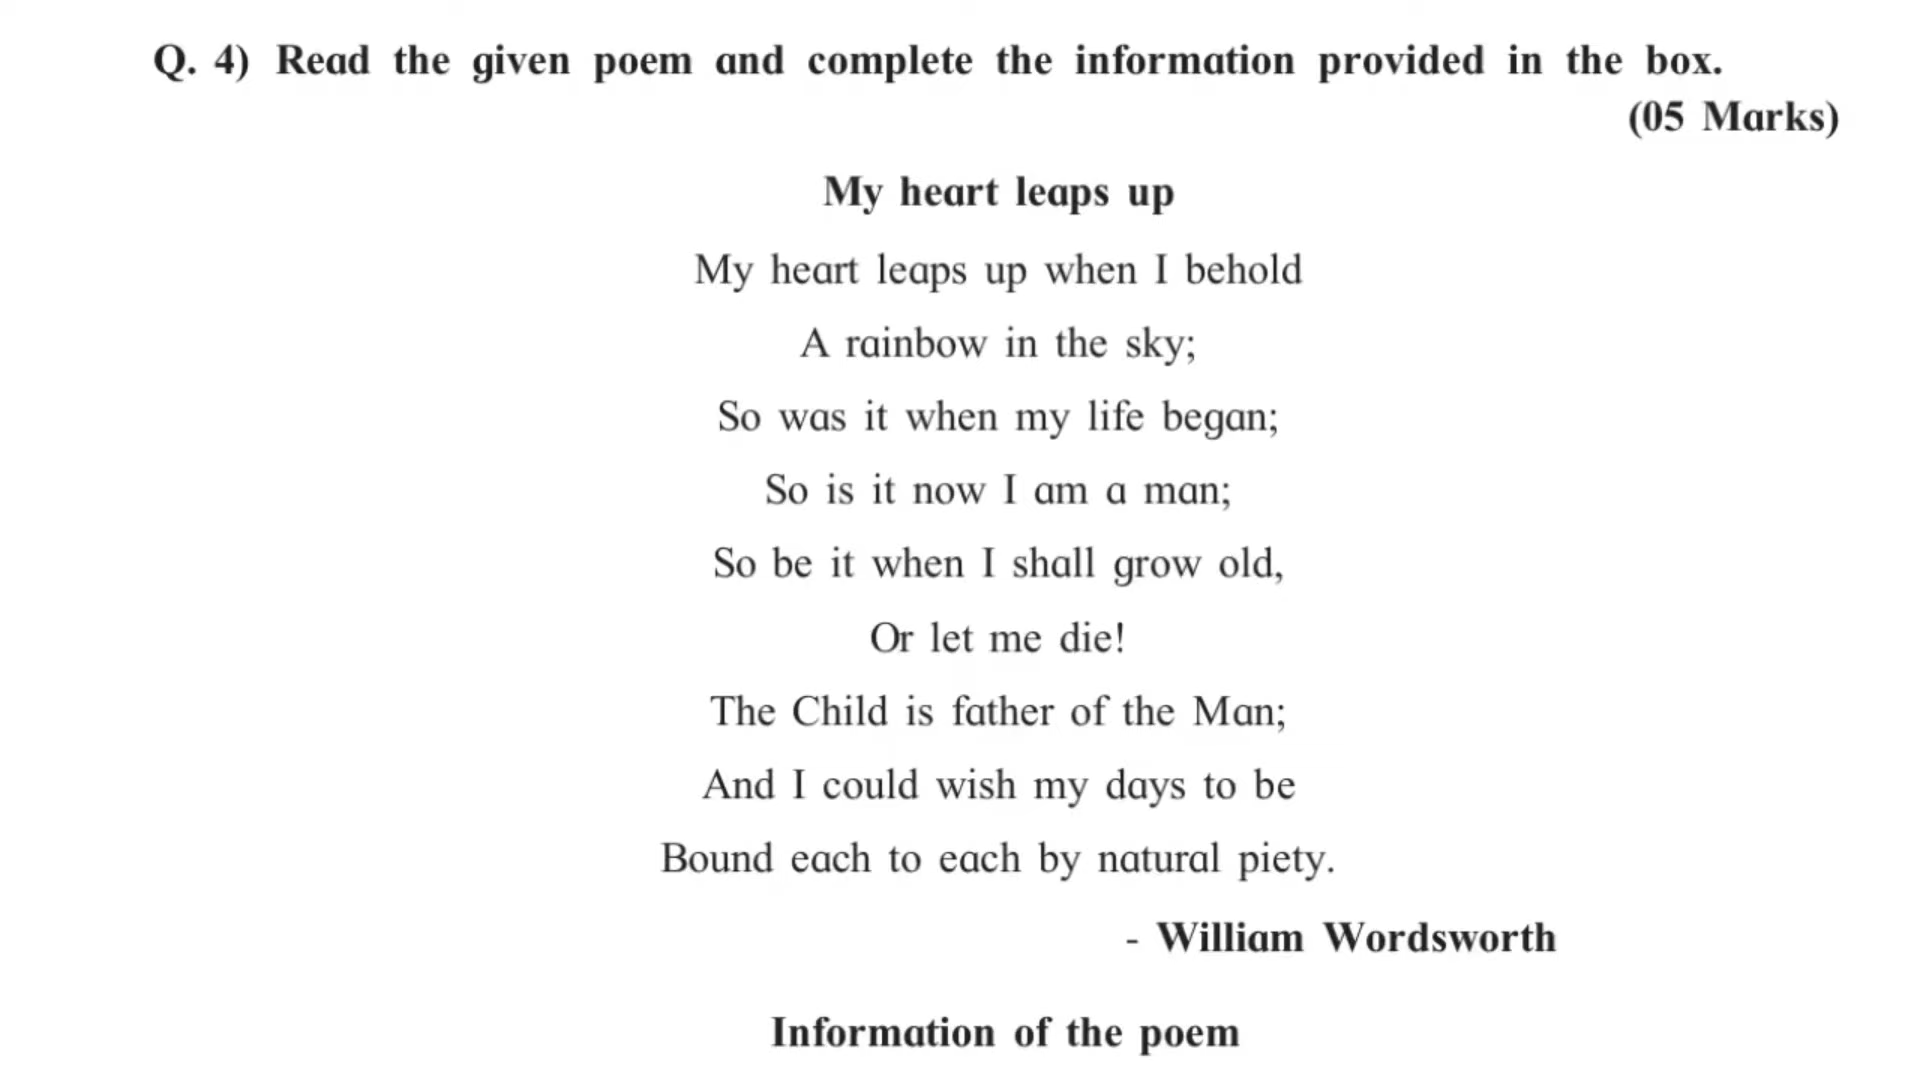 Q. 4) Read the given poem and complete the information provided in the box.
(05 Marks)
My heart leaps up
My heart leaps up when I behold
A rainbow in the sky;
So was it when my life began;
So is it now I am a man;
So be it when I shall grow old,
Or let me die!
The Child is father of the Man;
And I could wish my days to be
Bound each to each by natural piety.
- William Wordsworth
Information of the poem